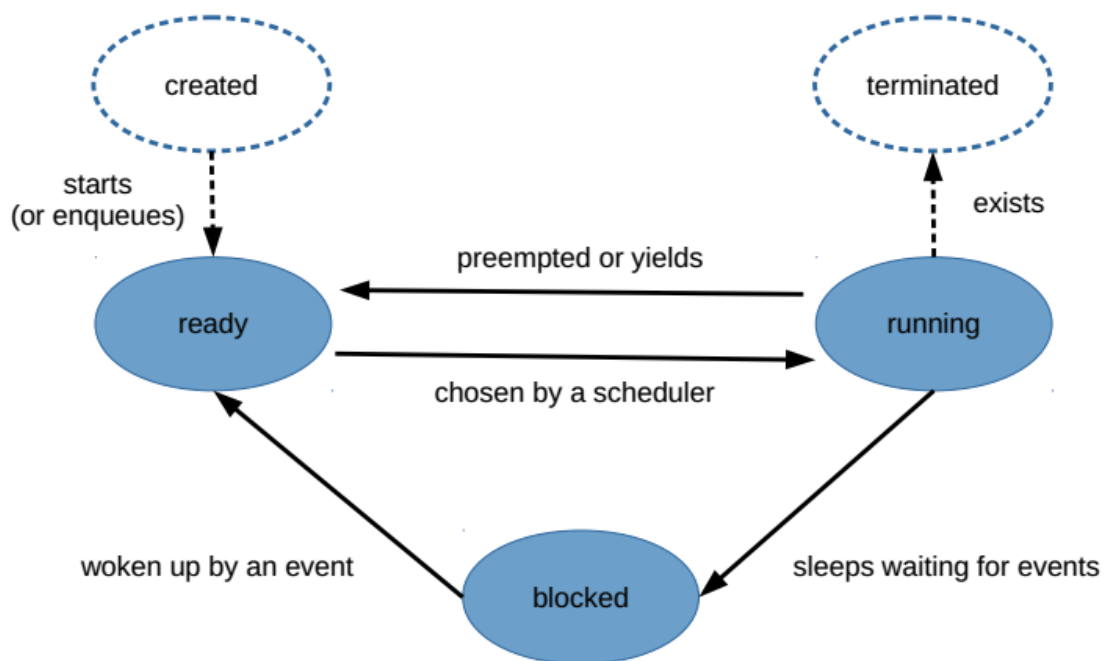 created
terminated
starts
(or enqueues)
exists
preempted or yields
ready
running
chosen by a scheduler
woken up by an event
sleeps waiting for events
blocked